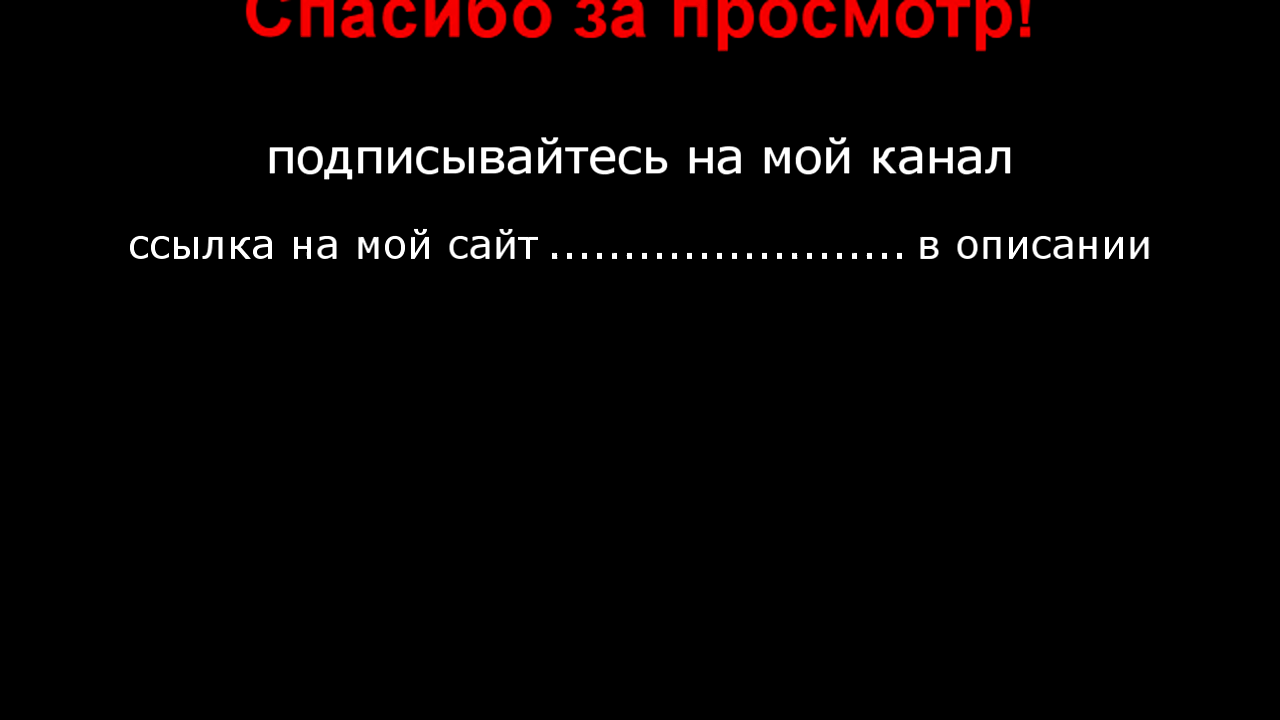 Спасибо за просмотр!
подписывайтесь на мой канал
ссылка на мой сайт ........................ в описании